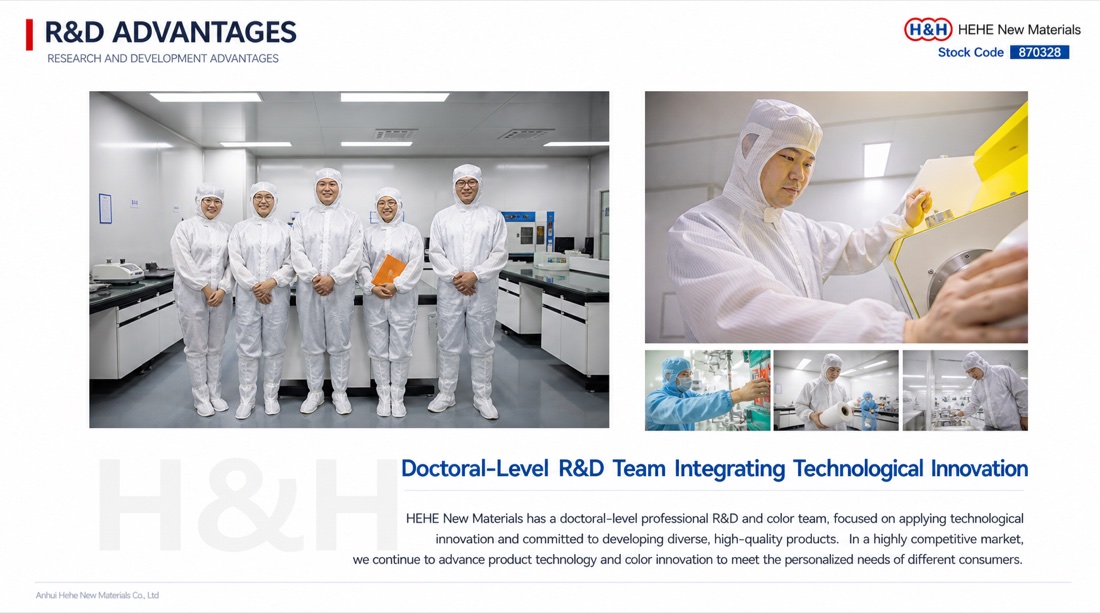 R&D ADVANTAGES
RESEARCH AND DEVELOPMENT ADVANTAGES
H&H HEHE New Materials
Stock Code 870328
H&H
Doctoral-Level R&D Team Integrating Technological Innovation
HEHE New Materials has a doctoral-level professional R&D and color team, focused on applying technological
innovation and committed to developing diverse, high-quality products. In a highly competitive market,
we continue to advance product technology and color innovation to meet the personalized needs of different consumers.
Anhui Hehe New Materials Co., Ltd